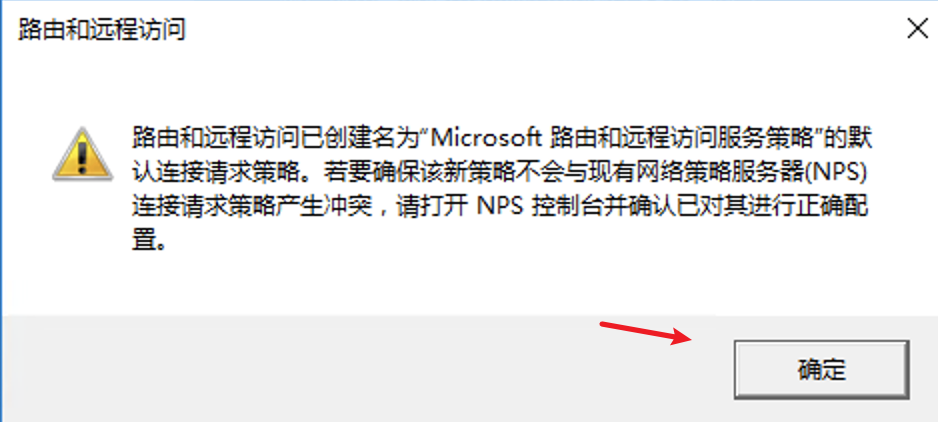 路由和远程访问
路由和远程访问已创建名为“Microsoft 路由和远程访问服务策略”的默
认连接请求策略。若要确保该新策略不会与现有网络策略服务器(NPS)
连接请求策略产生冲突，请打开 NPS 控制台并确认已对其进行正确配
置。
确定